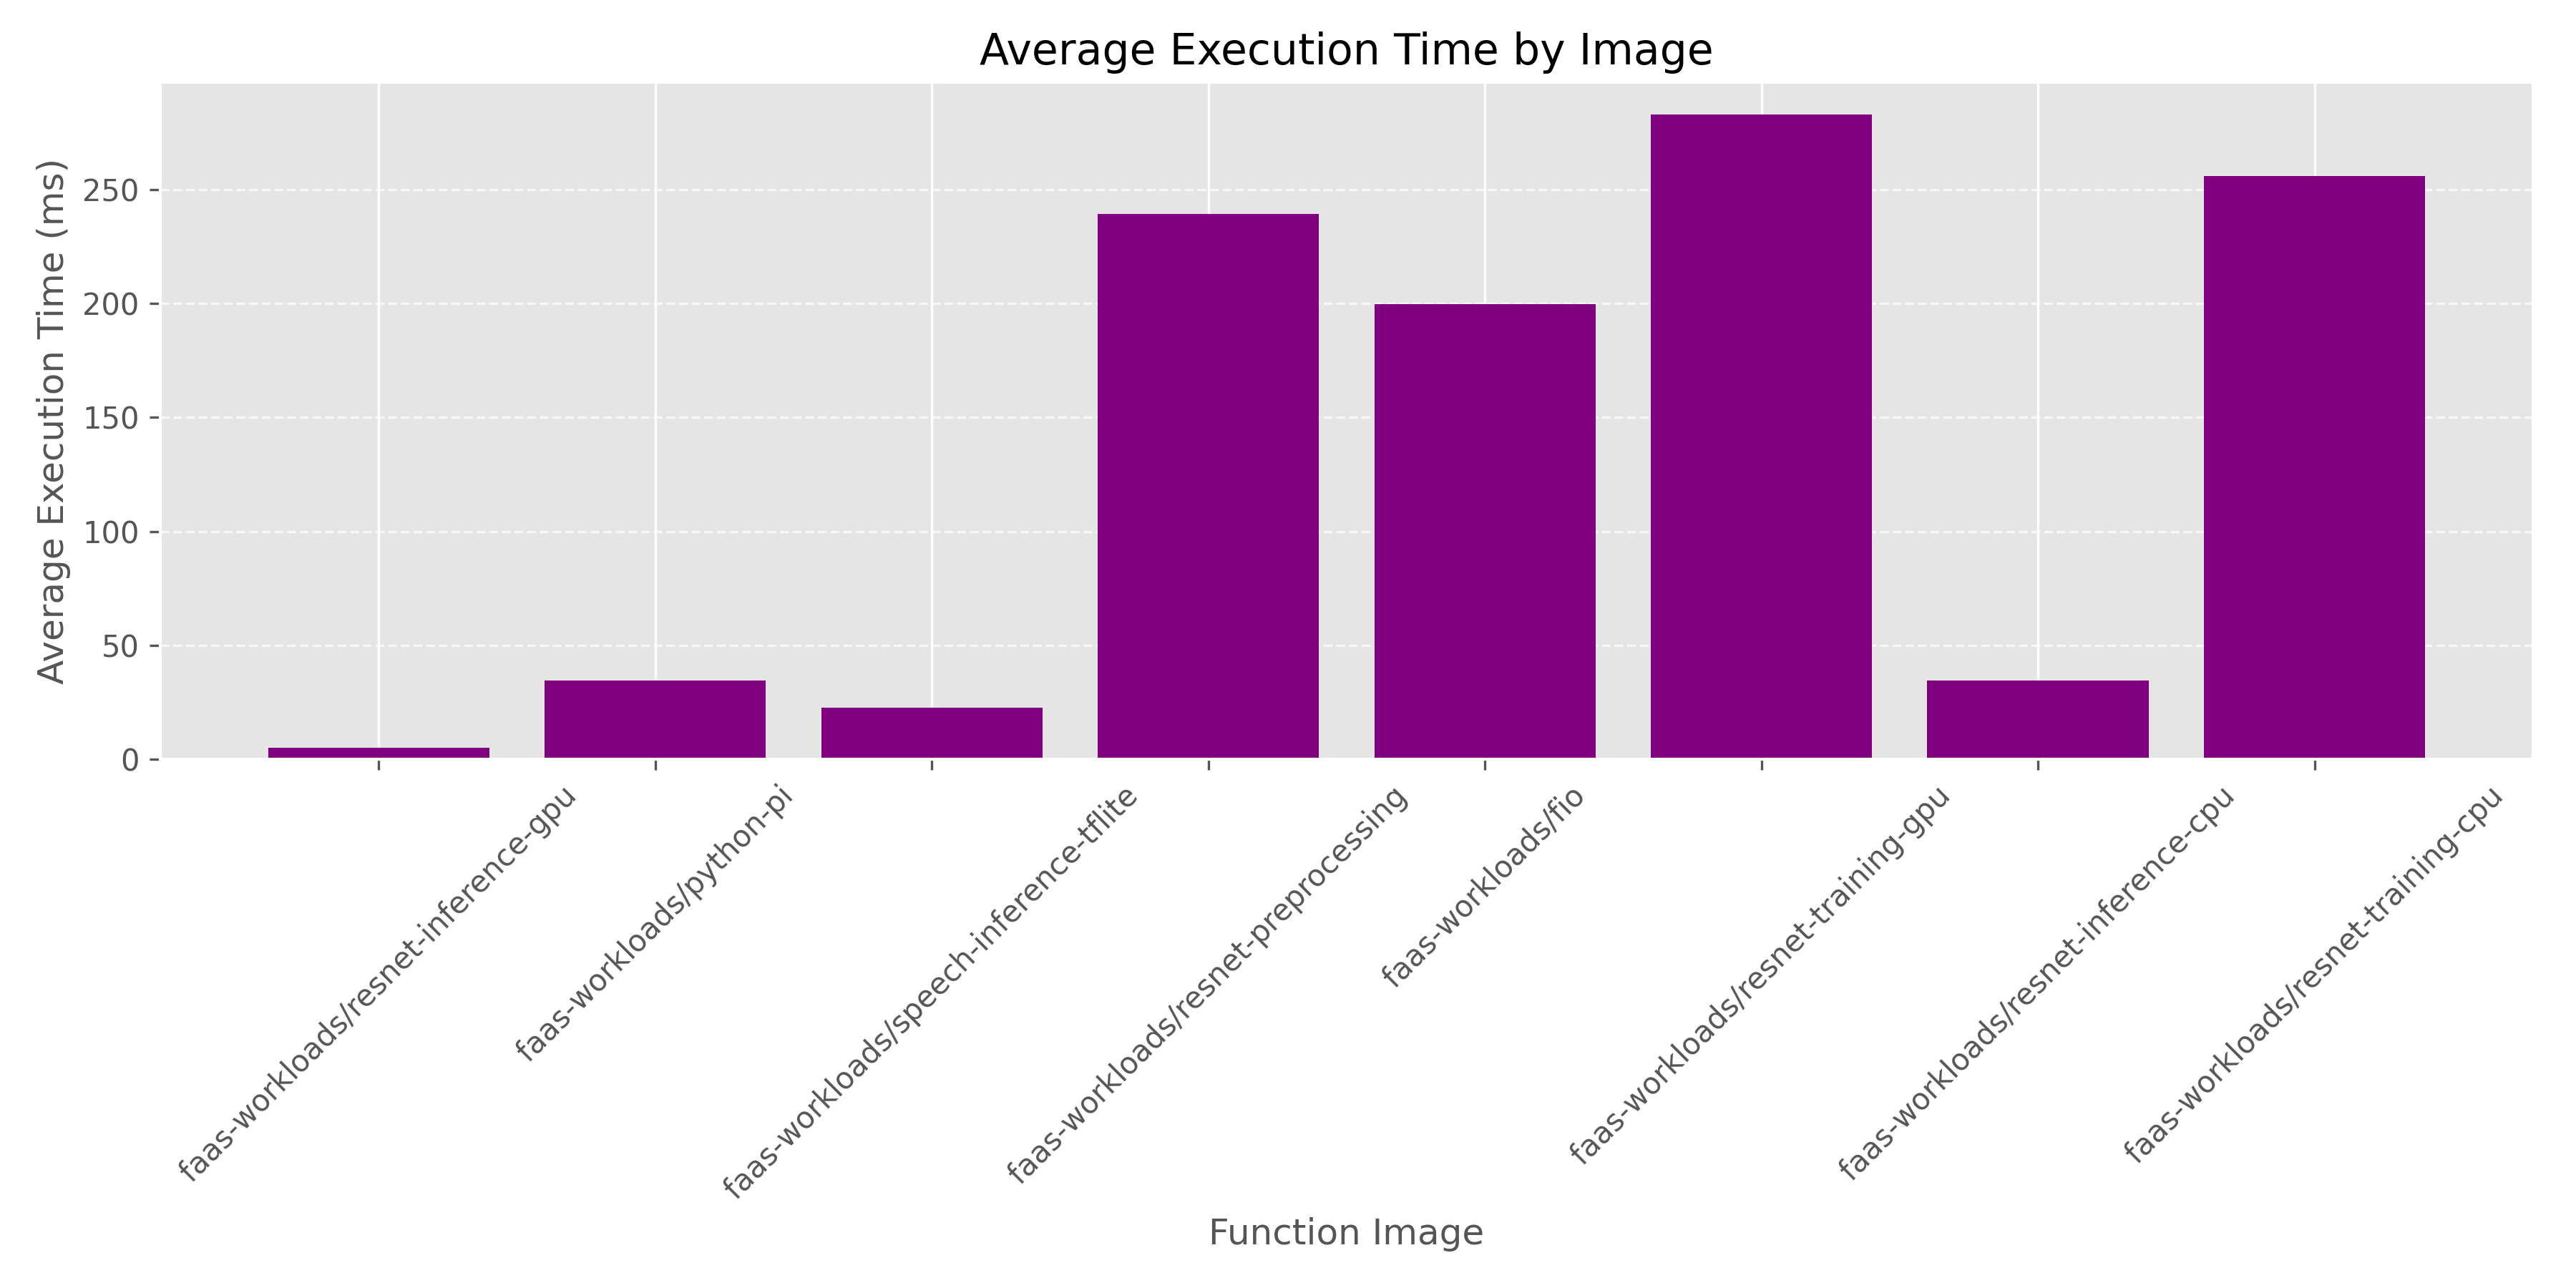 Average Execution Time by Image
Average Execution Time (ms)
250
200
150
100
50
0
faas-workloads/resnet-inference-gpu
faas-workloads/python-pi
faas-workloads/speech-inference-tflite
faas-workloads/resnet-preprocessing
faas-workloads/fio
faas-workloads/resnet-training-gpu
faas-workloads/resnet-inference-cpu
faas-workloads/resnet-training-cpu
Function Image